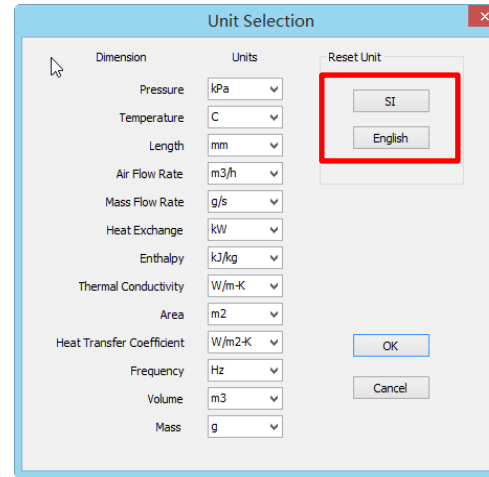 Unit Selection
Dimension Units Reset Unit
Pressure kPa
SI
Temperature C
English
Length mm
Air Flow Rate m3/h
Mass Flow Rate g/s
Heat Exchange kW
Enthalpy kJ/kg
Thermal Conductivity W/m-K
Area m2
Heat Transfer Coefficient W/m2-K
OK
Frequency Hz
Cancel
Volume m3
Mass g